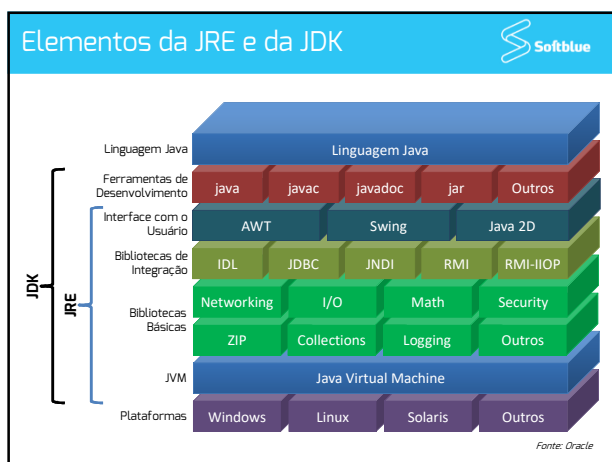 Elementos da JRE e da JDK
Softblue
Linguagem Java
Linguagem Java
Ferramentas de
Desenvolvimento
java javac javadoc jar Outros
Interface com o
Usuário
AWT Swing Java 2D
Bibliotecas de
Integração
IDL JDBC JNDI RMI RMI-IIOP
Bibliotecas
Básicas
Networking I/O Math Security
ZIP Collections Logging Outros
JVM
Java Virtual Machine
Plataformas
Windows Linux Solaris Outros
JDK
JRE
Fonte: Oracle